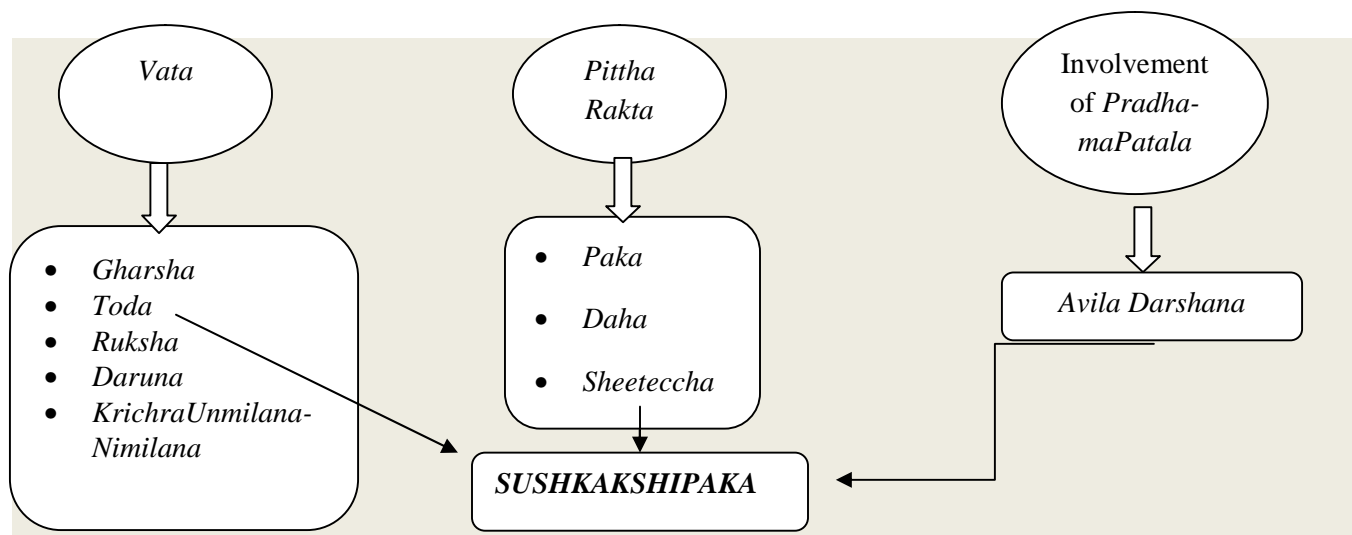 Vata
• Gharsha
• Toda
• Ruksha
• Daruna
• KrichraUnmilana-
Nimilana
Pittha
Rakta
• Paka
• Daha
• Sheeteccha
Involvement
of Pradha-
maPatala
Avila Darshana
SUSHKAKSHIPAKA